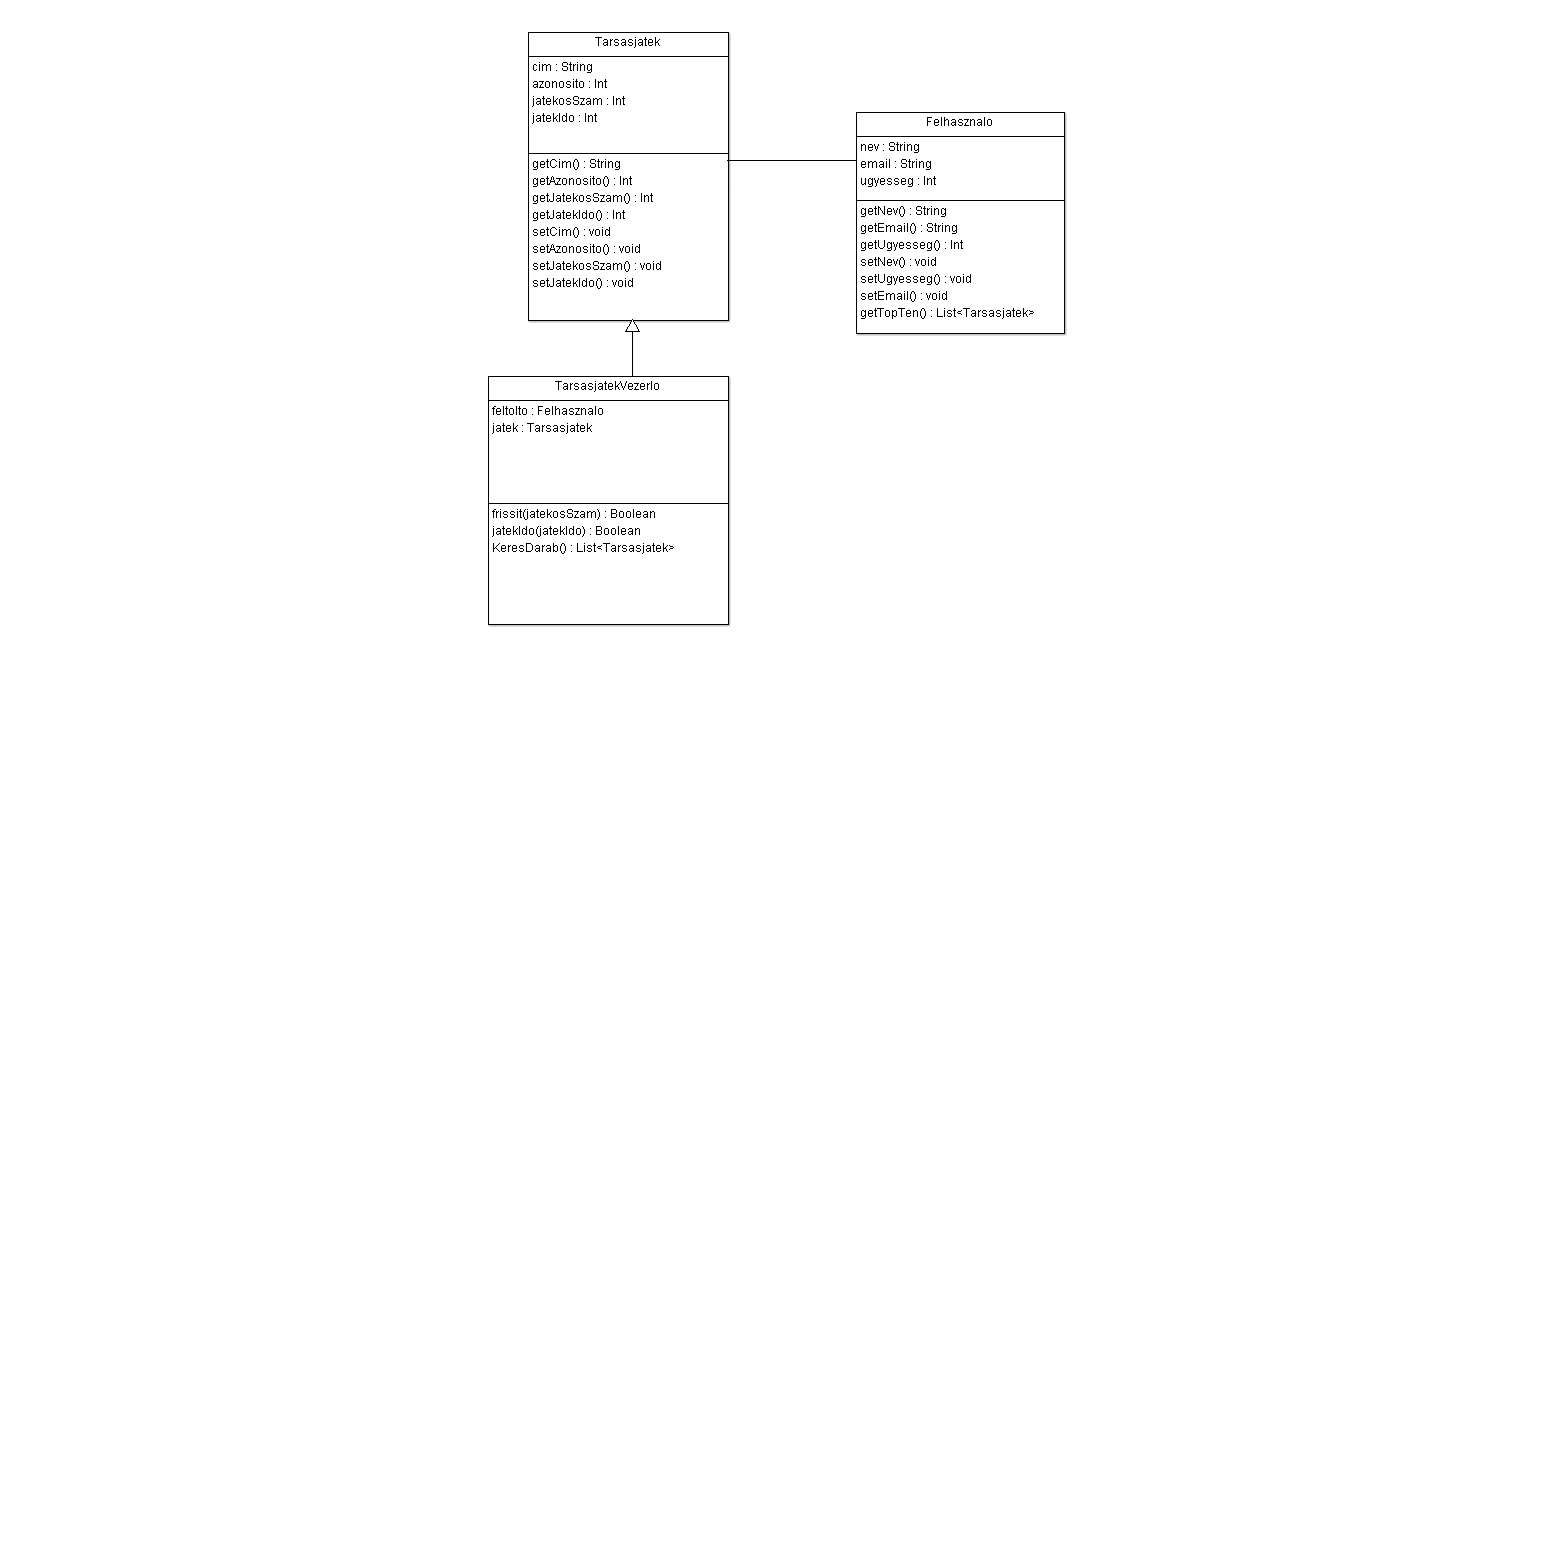 Tarsasjatek
cim : String
azonosito : Int
jatekosSzam : Int
jatekIdo : Int
getCim() : String
getAzonosito() : Int
getJatekosSzam() : Int
getJatekIdo() : Int
setCim() : void
setAzonosito() : void
setJatekosSzam() : void
setJatekIdo() : void
Felhasznalo
nev : String
email : String
ugyesseg : Int
getNev() : String
getEmail() : String
getUgyesseg() : Int
setNev() : void
setUgyesseg() : void
setEmail() : void
getTopTen() : List<Tarsasjatek>
TarsasjatekVezerlo
feltolto : Felhasznalo
jatek : Tarsasjatek
frissit(jatekosSzam) : Boolean
jatekIdo(jatekIdo) : Boolean
KeresDarab() : List<Tarsasjatek>